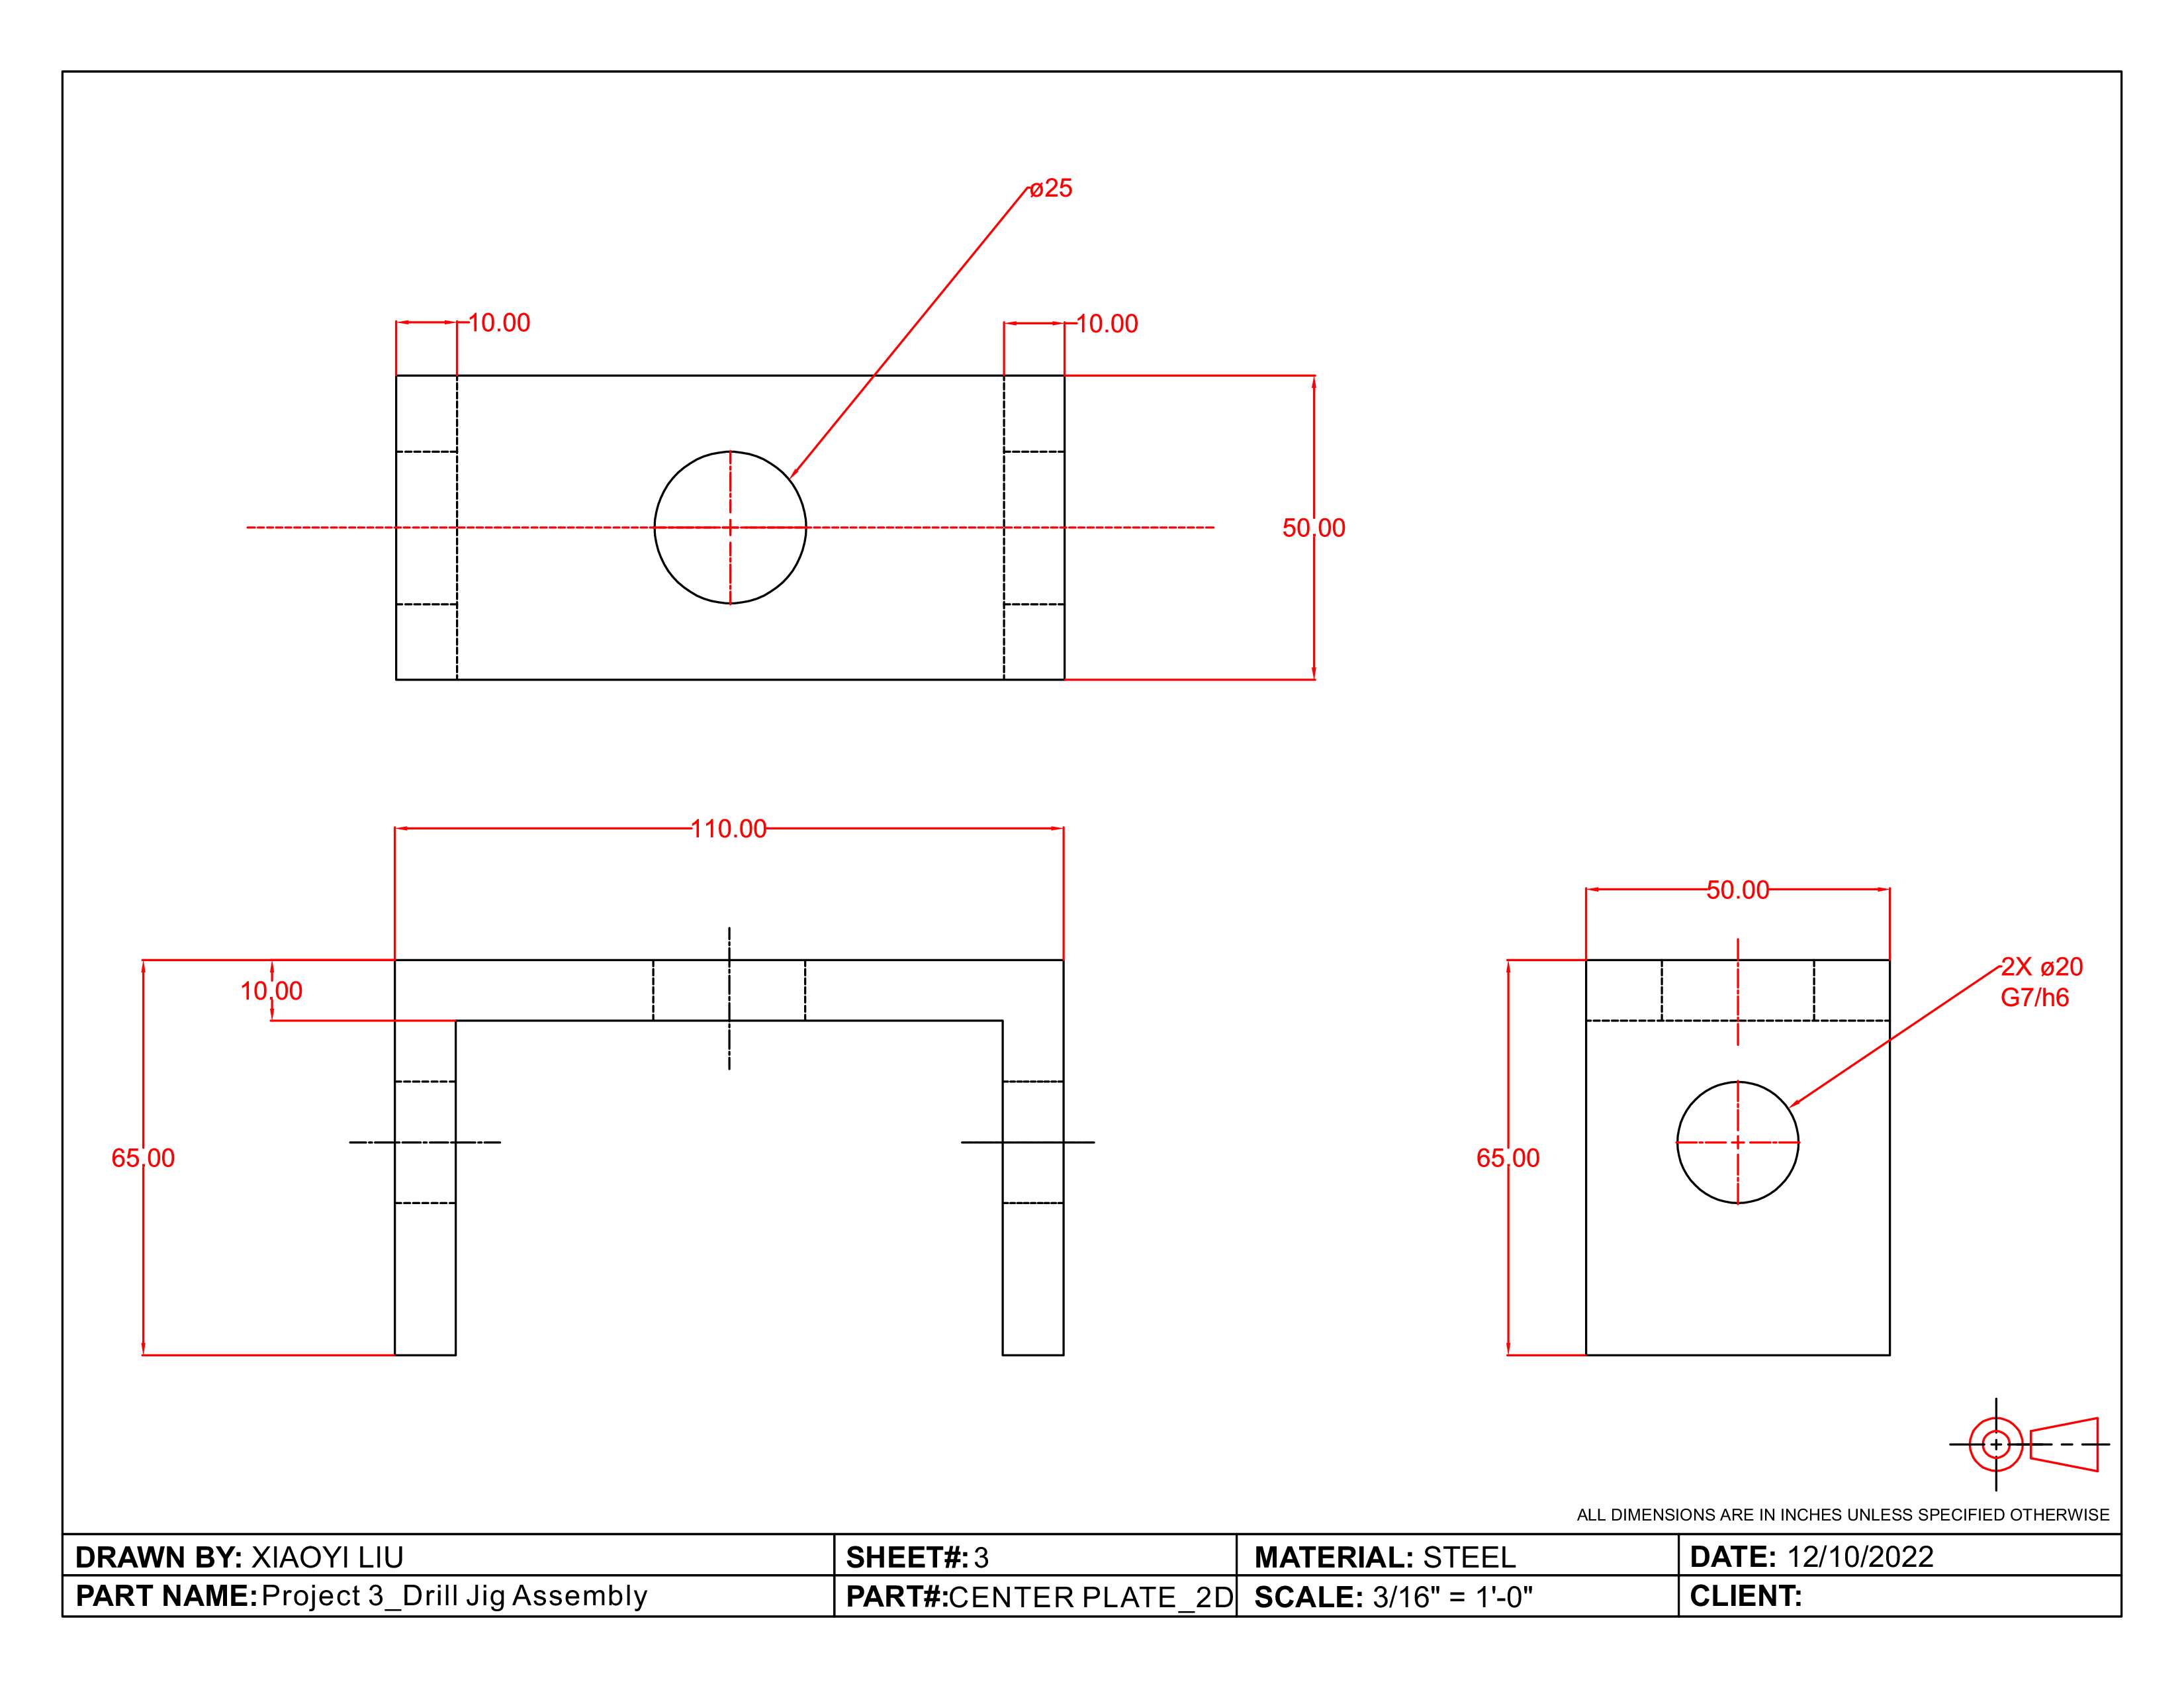 ø25
10.00
10.00
50.00
110.00
50.00
10.00
2X ø20
G7/h6
65.00
65.00
ALL DIMENSIONS ARE IN INCHES UNLESS SPECIFIED OTHERWISE
DRAWN BY: XIAOYI LIU
SHEET#: 3
MATERIAL: STEEL
DATE: 12/10/2022
PART NAME: Project 3_Drill Jig Assembly
PART#: CENTER PLATE_2D
SCALE: 3/16" = 1'-0"
CLIENT: